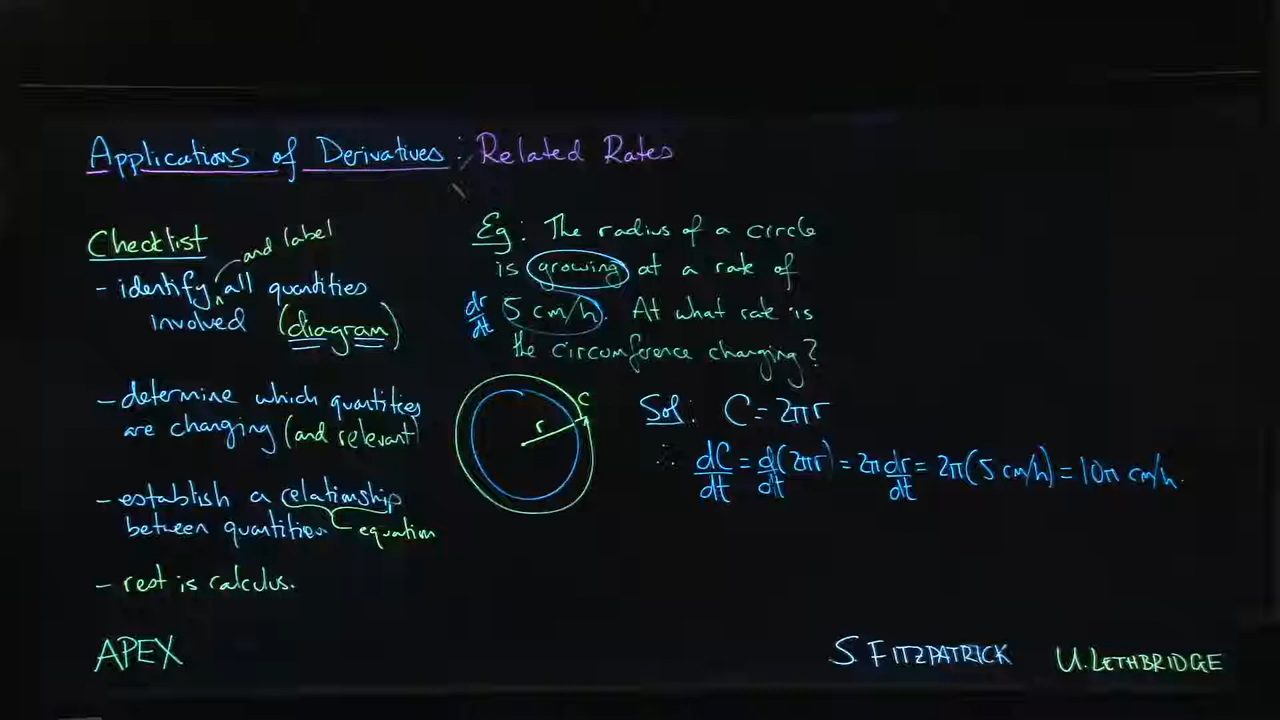 Applications of Derivatives : Related Rates
Checklist
and label
- identify all quantities
involved (diagram)
- determine which quantities
are changing (and relevant)
- establish a relationship
between quantities equation
- rest is calculus.
Eg: The radius of a circle
is growing at a rate of
dr/dt 5 cm/h. At what rate is
the circumference changing?
C
r
Sol: C = 2πr
∴ dC/dt = d/dt(2πr) = 2π dr/dt = 2π(5 cm/h) = 10π cm/h.
APEX
S. FITZPATRICK U. LETHBRIDGE